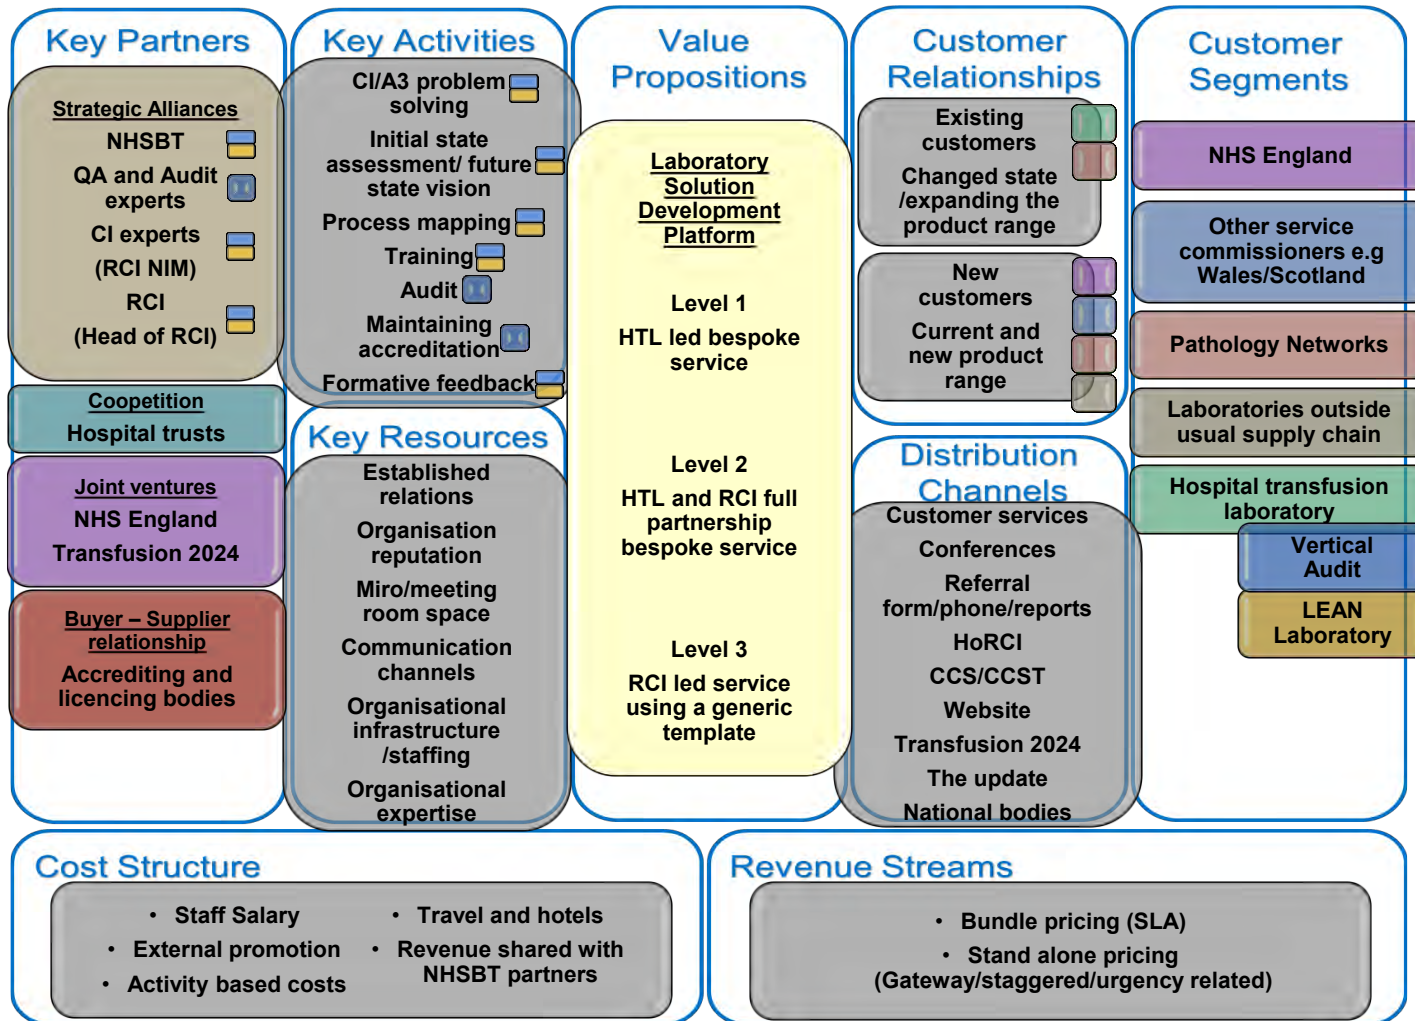 Key Partners
Strategic Alliances
NHSBT
QA and Audit
experts
CI experts
(RCI NIM)
RCI
(Head of RCI)
Coopetition
Hospital trusts
Joint ventures
NHS England
Transfusion 2024
Buyer – Supplier
relationship
Accrediting and
licencing bodies
Key Activities
CI/A3 problem
solving
Initial state
assessment/ future
state vision
Process mapping
Training
Audit
Maintaining
accreditation
Formative feedback
Key Resources
Established
relations
Organisation
reputation
Miro/meeting
room space
Communication
channels
Organisational
infrastructure
/staffing
Organisational
expertise
Value
Propositions
Laboratory
Solution
Development
Platform
Level 1
HTL led bespoke
service
Level 2
HTL and RCI full
partnership
bespoke service
Level 3
RCI led service
using a generic
template
Customer
Relationships
Existing
customers
Changed state
/expanding the
product range
New
customers
Current and
new product
range
Distribution
Channels
Customer services
Conferences
Referral
form/phone/reports
HoRCI
CCS/CCST
Website
Transfusion 2024
The update
National bodies
Customer
Segments
NHS England
Other service
commissioners e.g
Wales/Scotland
Pathology Networks
Laboratories outside
usual supply chain
Hospital transfusion
laboratory
Vertical
Audit
LEAN
Laboratory
Cost Structure
• Staff Salary
• External promotion
• Activity based costs
• Travel and hotels
• Revenue shared with
NHSBT partners
Revenue Streams
• Bundle pricing (SLA)
• Stand alone pricing
(Gateway/staggered/urgency related)